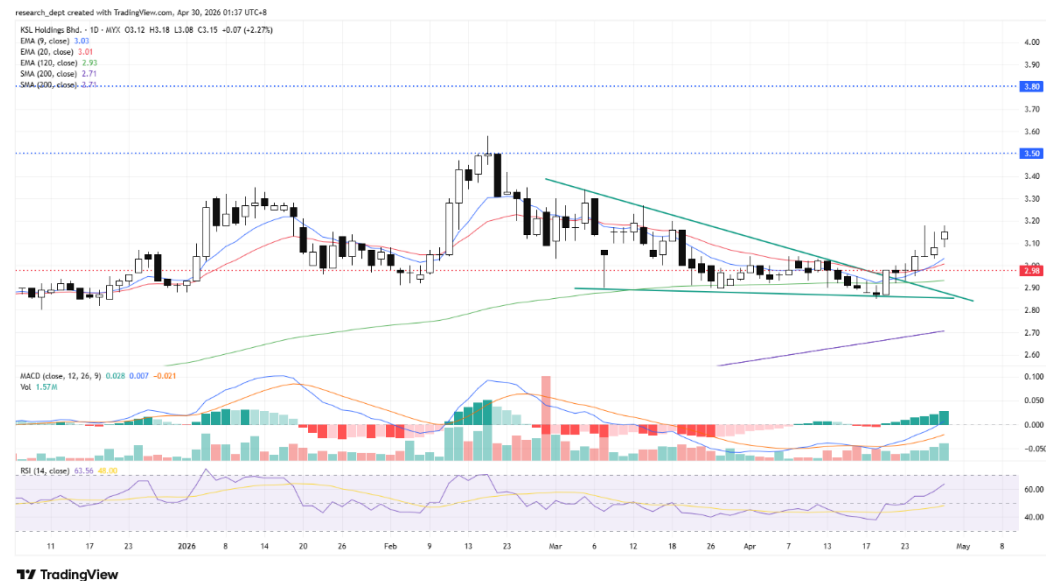 research_dept created with TradingView.com, Apr 30, 2026 01:37 UTC+8
KSL Holdings Bhd. · 1D · MYX O3.12 H3.18 L3.08 C3.15 +0.07 (+2.27%)
EMA (9, close) 3.03
EMA (20, close) 3.01
EMA (120, close) 2.93
SMA (200, close) 2.71
SMA (200, close) 2.71
4.00
3.90
3.80
3.70
3.60
3.50
3.40
3.30
3.20
3.10
3.00
2.98
2.90
2.80
2.70
2.60
MACD (close, 12, 26, 9) 0.028 0.007 −0.021
Vol 1.57M
0.100
0.050
0.000
−0.050
RSI (14, close) 63.56 48.00
60.00
40.00
11 17 23 2026 8 14 20 26 Feb 9 13 23 Mar 6 12 18 26 Apr 7 13 17 23 May 8
TradingView